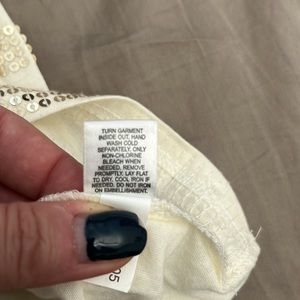 TURN GARMENT
INSIDE OUT. HAND
WASH COLD
SEPARATELY, ONLY
NON-CHLORINE
BLEACH WHEN
NEEDED. REMOVE
PROMPTLY. LAY FLAT
TO DRY. COOL IRON IF
NEEDED. DO NOT IRON
ON EMBELLISHMENT.